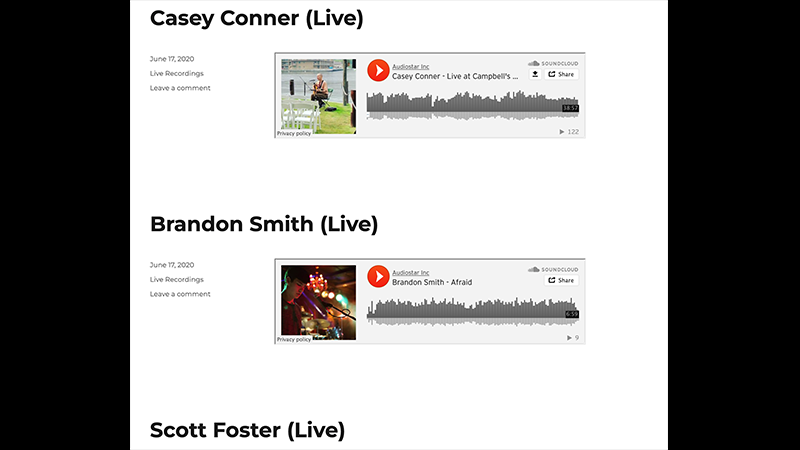 Casey Conner (Live)
June 17, 2020
Live Recordings
Leave a comment
Audiostar Inc
Casey Conner - Live at Campbell's ...
SOUNDCLOUD
Share
38:57
122
Privacy policy
Brandon Smith (Live)
June 17, 2020
Live Recordings
Leave a comment
Audiostar Inc
Brandon Smith - Afraid
SOUNDCLOUD
Share
6:59
9
Privacy policy
Scott Foster (Live)